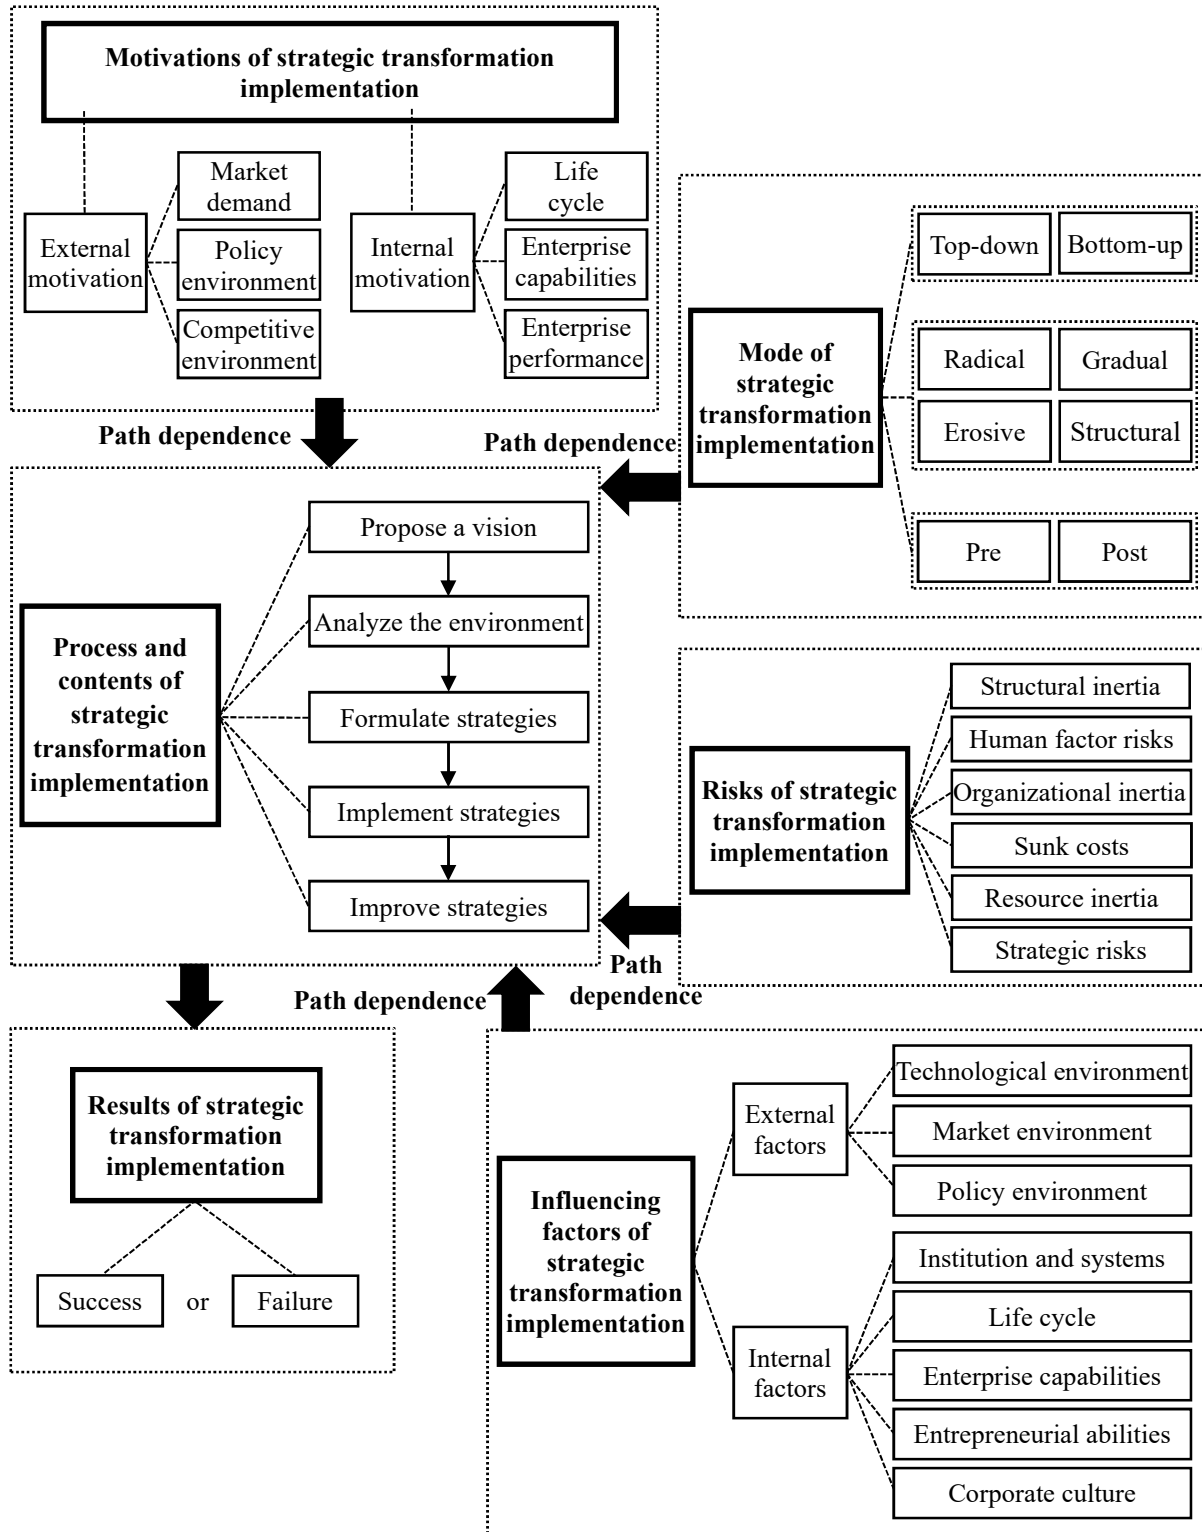 Motivations of strategic transformation
implementation
External
motivation
Market
demand
Policy
environment
Competitive
environment
Internal
motivation
Life
cycle
Enterprise
capabilities
Enterprise
performance
Path dependence
Path dependence
Mode of
strategic
transformation
implementation
Top-down
Bottom-up
Radical
Gradual
Erosive
Structural
Pre
Post
Process and
contents of
strategic
transformation
implementation
Propose a vision
Analyze the environment
Formulate strategies
Implement strategies
Improve strategies
Risks of strategic
transformation
implementation
Structural inertia
Human factor risks
Organizational inertia
Sunk costs
Resource inertia
Strategic risks
Path dependence
Path
dependence
Results of strategic
transformation
implementation
Success
or
Failure
Influencing
factors of
strategic
transformation
implementation
External
factors
Technological environment
Market environment
Policy environment
Internal
factors
Institution and systems
Life cycle
Enterprise capabilities
Entrepreneurial abilities
Corporate culture